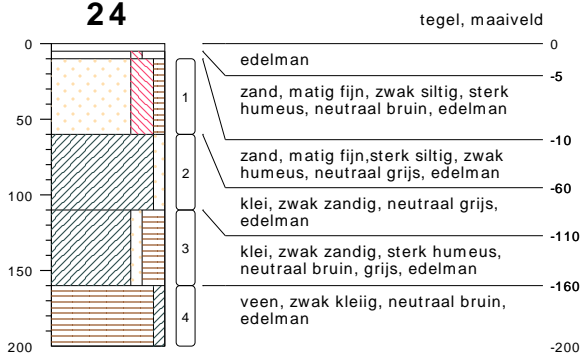 24
tegel, maaiveld
0
0
edelman
-5
zand, matig fijn, zwak siltig, sterk
humeus, neutraal bruin, edelman
1
50
-10
zand, matig fijn,sterk siltig, zwak
humeus, neutraal grijs, edelman
2
-60
100
klei, zwak zandig, neutraal grijs,
edelman
-110
3
klei, zwak zandig, sterk humeus,
neutraal bruin, grijs, edelman
150
-160
veen, zwak kleiig, neutraal bruin,
edelman
4
200
-200